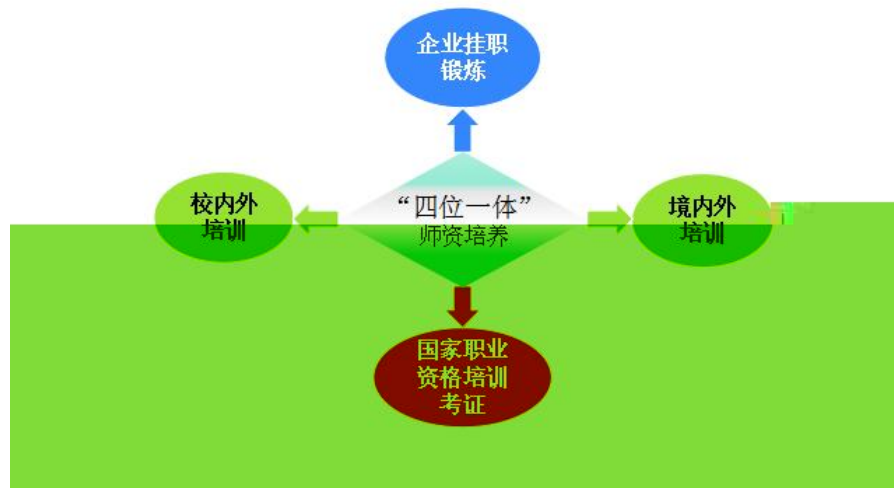 企业挂职
锻炼
校内外
培训
“四位一体”
师资培养
境内外
培训
国家职业
资格培训
考证